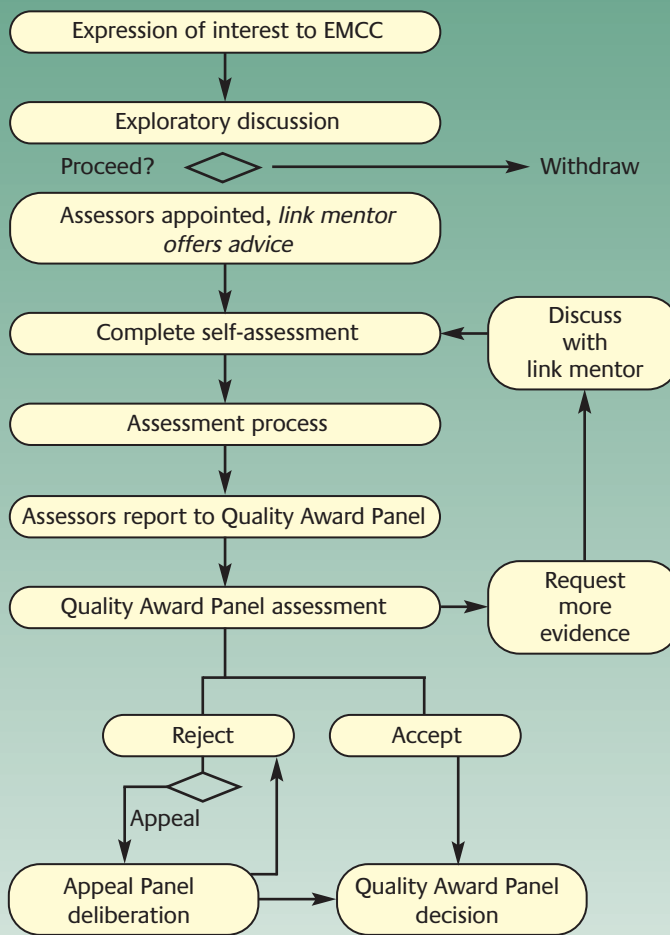 Expression of interest to EMCC
Exploratory discussion
Proceed?
Withdraw
Assessors appointed, link mentor
offers advice
Complete self-assessment
Discuss
with
link mentor
Assessment process
Assessors report to Quality Award Panel
Quality Award Panel assessment
Request
more
evidence
Reject
Accept
Appeal
Appeal Panel
deliberation
Quality Award Panel
decision